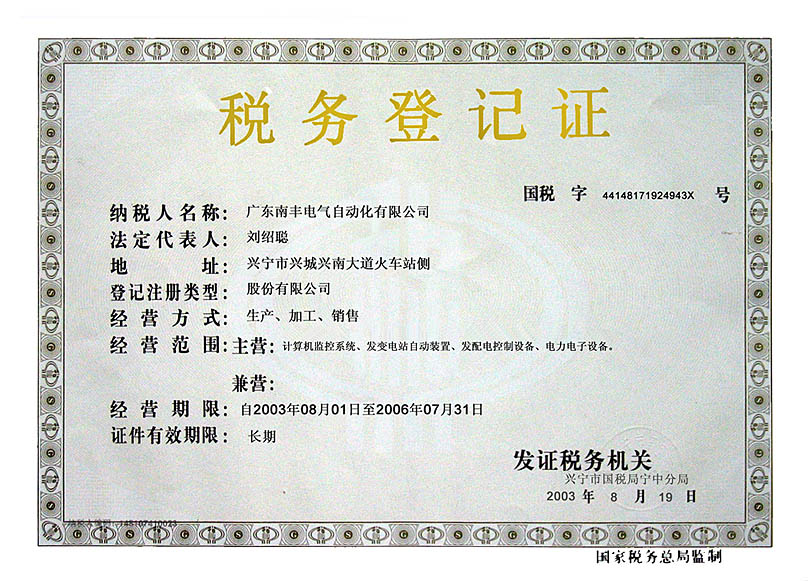 税务登记证
国税 字 44148171924943X 号
纳税人名称： 广东南丰电气自动化有限公司
法定代表人： 刘绍聪
地 址： 兴宁市兴城兴南大道火车站侧
登记注册类型： 股份有限公司
经营方式： 生产、加工、销售
经营范围：主营： 计算机监控系统、发变电站自动装置、发配电控制设备、电力电子设备。
兼营：
经营期限： 自2003年08月01日至2006年07月31日
证件有效期限： 长期
发证税务机关
兴宁市国税局宁中分局
2003 年 8 月 19 日
国家税务总局监制